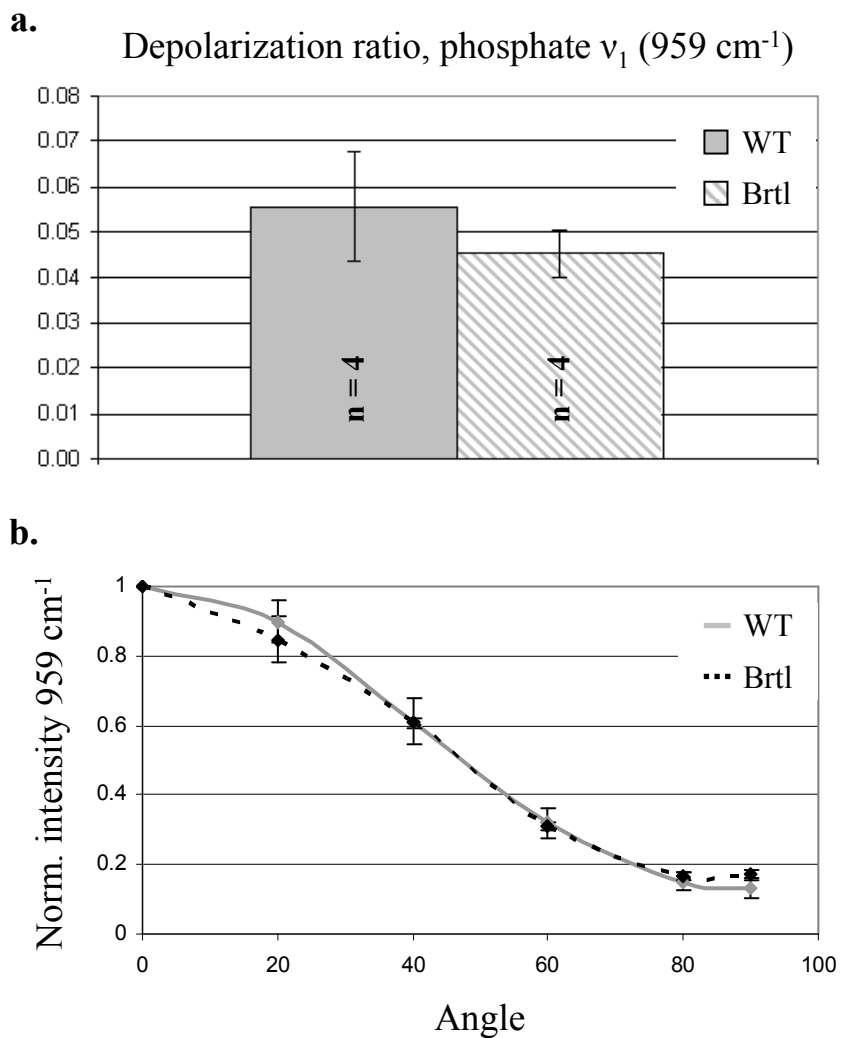 a.
Depolarization ratio, phosphate ν₁ (959 cm⁻¹)
0.08
0.07
0.06
0.05
0.04
0.03
0.02
0.01
0.00
WT
Brtl
n = 4
n = 4
b.
Norm. intensity 959 cm⁻¹
1
0.8
0.6
0.4
0.2
0
WT
Brtl
0 20 40 60 80 100
Angle